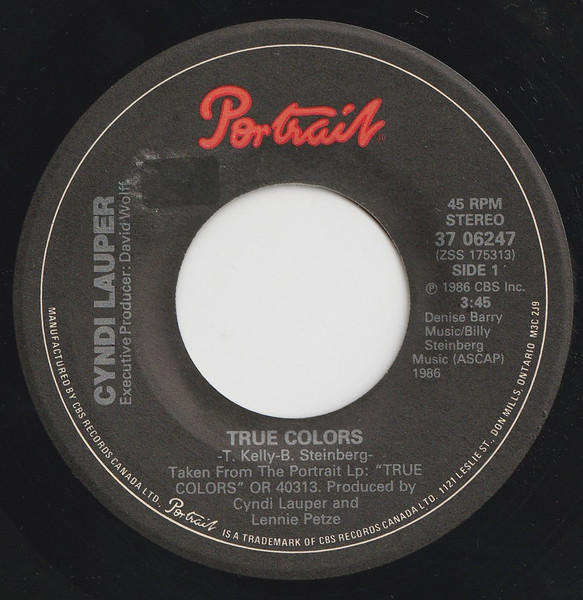 Portrait
CYNDI LAUPER
Executive Producer: David Wolff
45 RPM
STEREO
37 06247
(ZSS 175313)
SIDE 1
℗ 1986 CBS Inc.
3:45
Denise Barry
Music/Billy
Steinberg
Music (ASCAP)
1986
TRUE COLORS
-T. Kelly-B. Steinberg-
Taken From The Portrait Lp: “TRUE
COLORS” OR 40313. Produced by
Cyndi Lauper and
Lennie Petze
MANUFACTURED BY CBS RECORDS CANADA LTD. Portrait IS A TRADEMARK OF CBS RECORDS CANADA LTD. 1121 LESLIE ST., DON MILLS, ONTARIO M3C 2J9